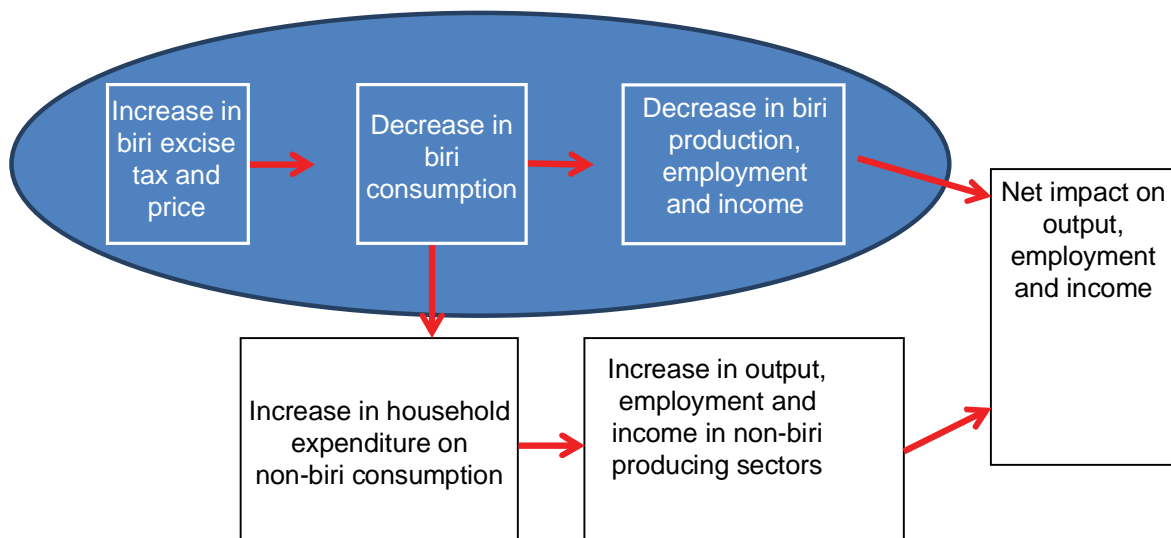 Increase in
biri excise
tax and
price
Decrease in
biri
consumption
Decrease in biri
production,
employment
and income
Net impact on
output,
employment
and income
Increase in household
expenditure on
non-biri consumption
Increase in output,
employment and
income in non-biri
producing sectors